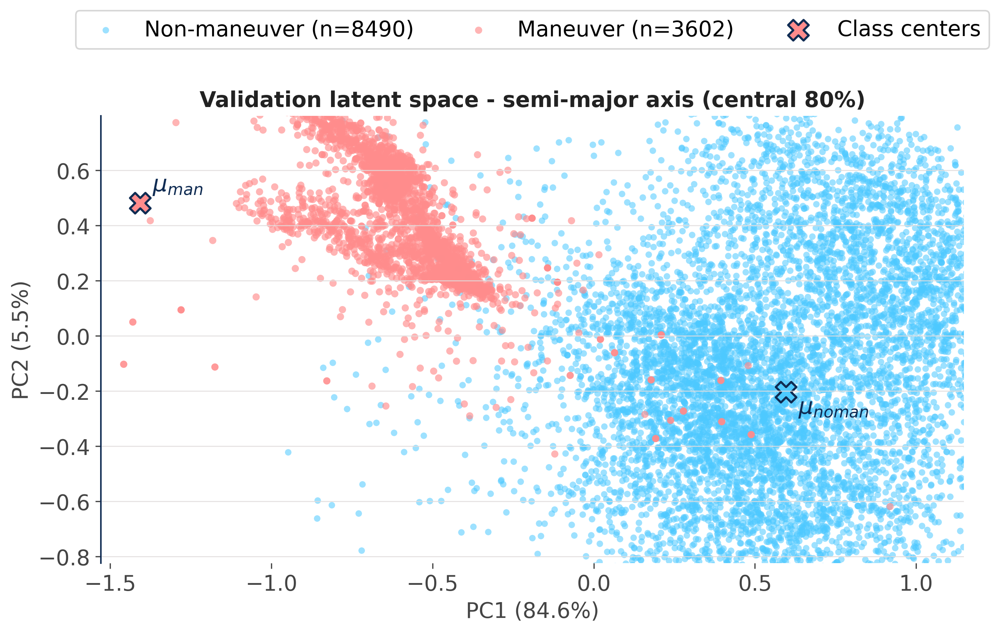 Non-maneuver (n=8490) Maneuver (n=3602) Class centers
Validation latent space - semi-major axis (central 80%)
0.6
0.4
0.2
0.0
−0.2
−0.4
−0.6
−0.8
PC2 (5.5%)
μman
μnoman
−1.5 −1.0 −0.5 0.0 0.5 1.0
PC1 (84.6%)